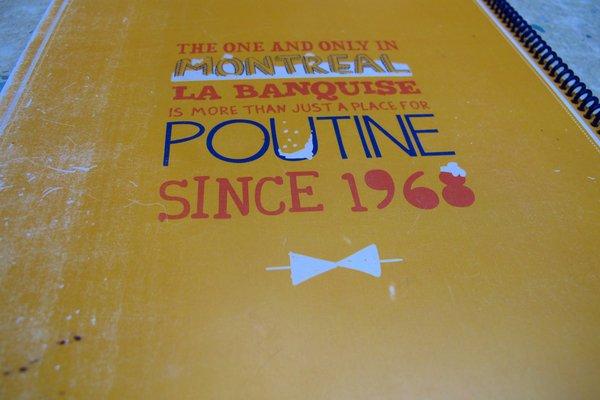 THE ONE AND ONLY IN
MONTREAL
LA BANQUISE
IS MORE THAN JUST A PLACE FOR
POUTINE
SINCE 1968